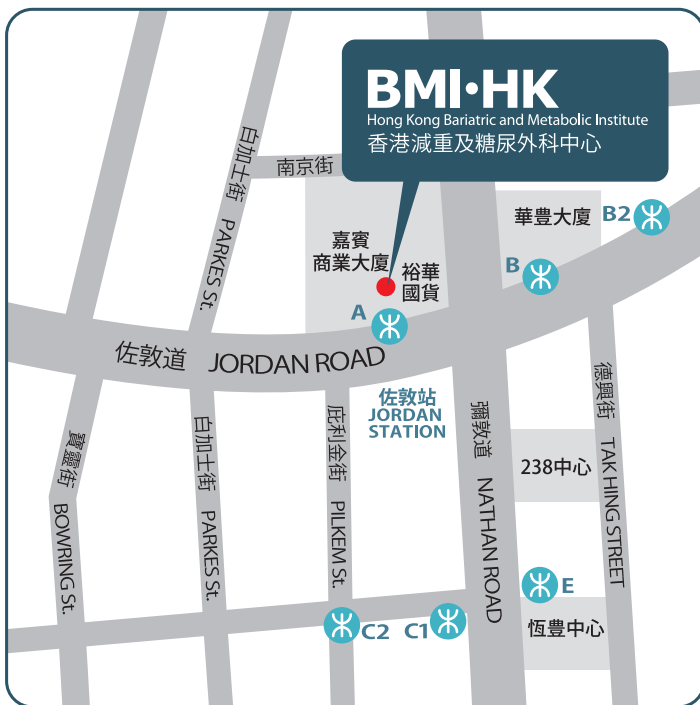 BMI·HK
Hong Kong Bariatric and Metabolic Institute
香港減重及糖尿外科中心
白加士街 PARKES St.
南京街
嘉賓
商業大廈
裕華
國貨
華豊大廈
B2
B
A
佐敦道 JORDAN ROAD
佐敦站
JORDAN
STATION
寶靈街 BOWRING St.
白加士街 PARKES St.
庇利金街 PILKEM St.
彌敦道 NATHAN ROAD
德興街 TAK HING STREET
238中心
E
C2
C1
恆豊中心